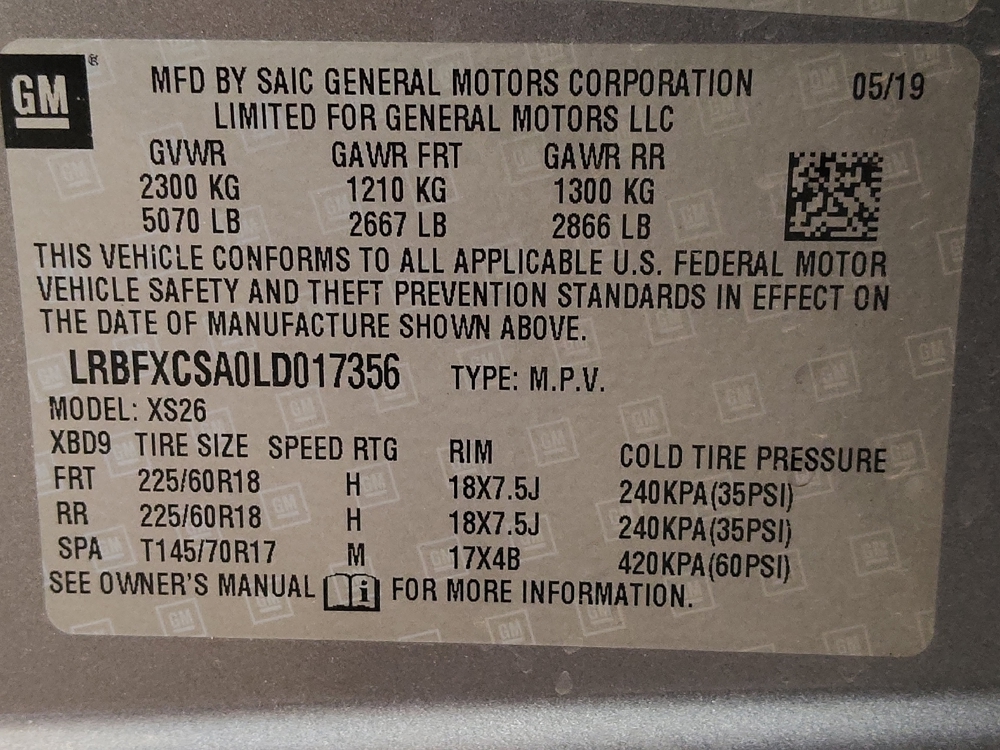 GM ®
MFD BY SAIC GENERAL MOTORS CORPORATION 05/19
LIMITED FOR GENERAL MOTORS LLC
GVWR GAWR FRT GAWR RR
2300 KG 1210 KG 1300 KG
5070 LB 2667 LB 2866 LB
THIS VEHICLE CONFORMS TO ALL APPLICABLE U.S. FEDERAL MOTOR
VEHICLE SAFETY AND THEFT PREVENTION STANDARDS IN EFFECT ON
THE DATE OF MANUFACTURE SHOWN ABOVE.
LRBFXCSA0LD017356 TYPE: M.P.V.
MODEL: XS26
XBD9 TIRE SIZE SPEED RTG RIM COLD TIRE PRESSURE
FRT 225/60R18 H 18X7.5J 240KPA(35PSI)
RR 225/60R18 H 18X7.5J 240KPA(35PSI)
SPA T145/70R17 M 17X4B 420KPA(60PSI)
SEE OWNER'S MANUAL i FOR MORE INFORMATION.